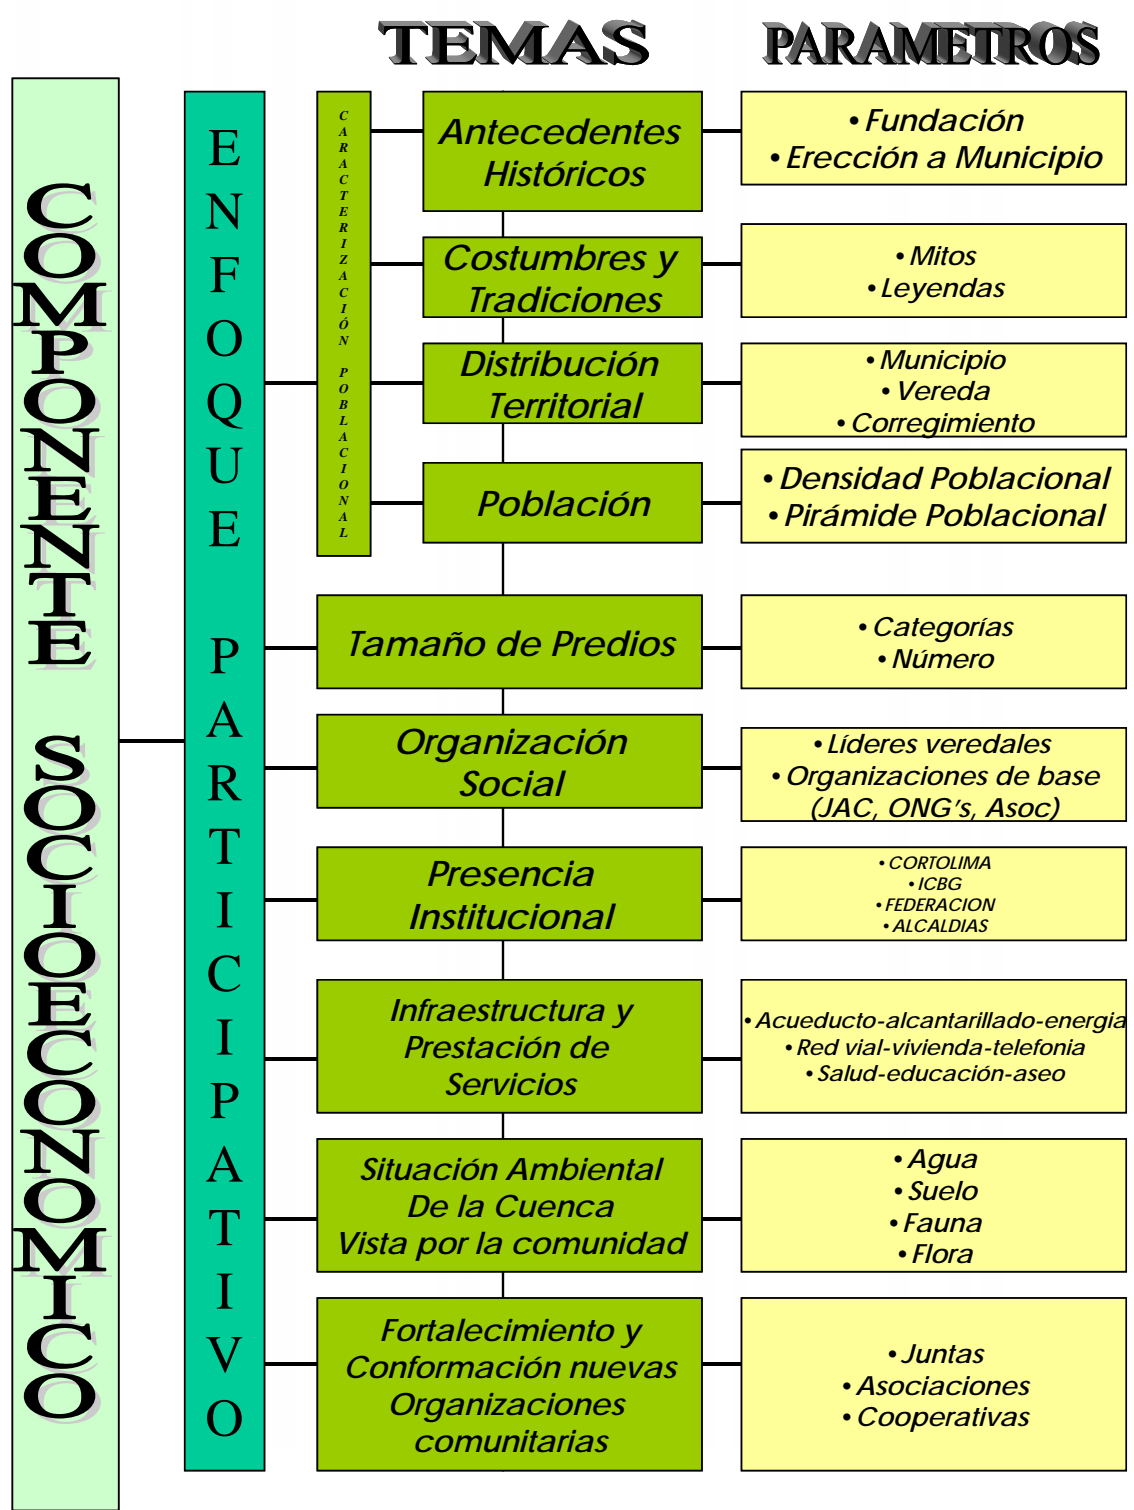 TEMAS
PARAMETROS
COMPONENTE SOCIOECONOMICO
ENFOQUE PARTICIPATIVO
CARACTERIZACIÓN POBLACIONAL
Antecedentes
Históricos
• Fundación
• Erección a Municipio
Costumbres y
Tradiciones
• Mitos
• Leyendas
Distribución
Territorial
• Municipio
• Vereda
• Corregimiento
Población
• Densidad Poblacional
• Pirámide Poblacional
Tamaño de Predios
• Categorías
• Número
Organización
Social
• Líderes veredales
• Organizaciones de base
(JAC, ONG's, Asoc)
Presencia
Institucional
• CORTOLIMA
• ICBG
• FEDERACION
• ALCALDIAS
Infraestructura y
Prestación de
Servicios
• Acueducto-alcantarillado-energia
• Red vial-vivienda-telefonia
• Salud-educación-aseo
Situación Ambiental
De la Cuenca
Vista por la comunidad
• Agua
• Suelo
• Fauna
• Flora
Fortalecimiento y
Conformación nuevas
Organizaciones
comunitarias
• Juntas
• Asociaciones
• Cooperativas